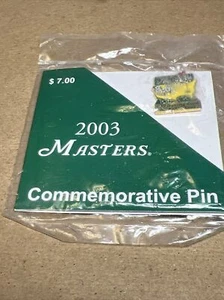 $ 7.00
2003
MASTERS®
Commemorative Pin